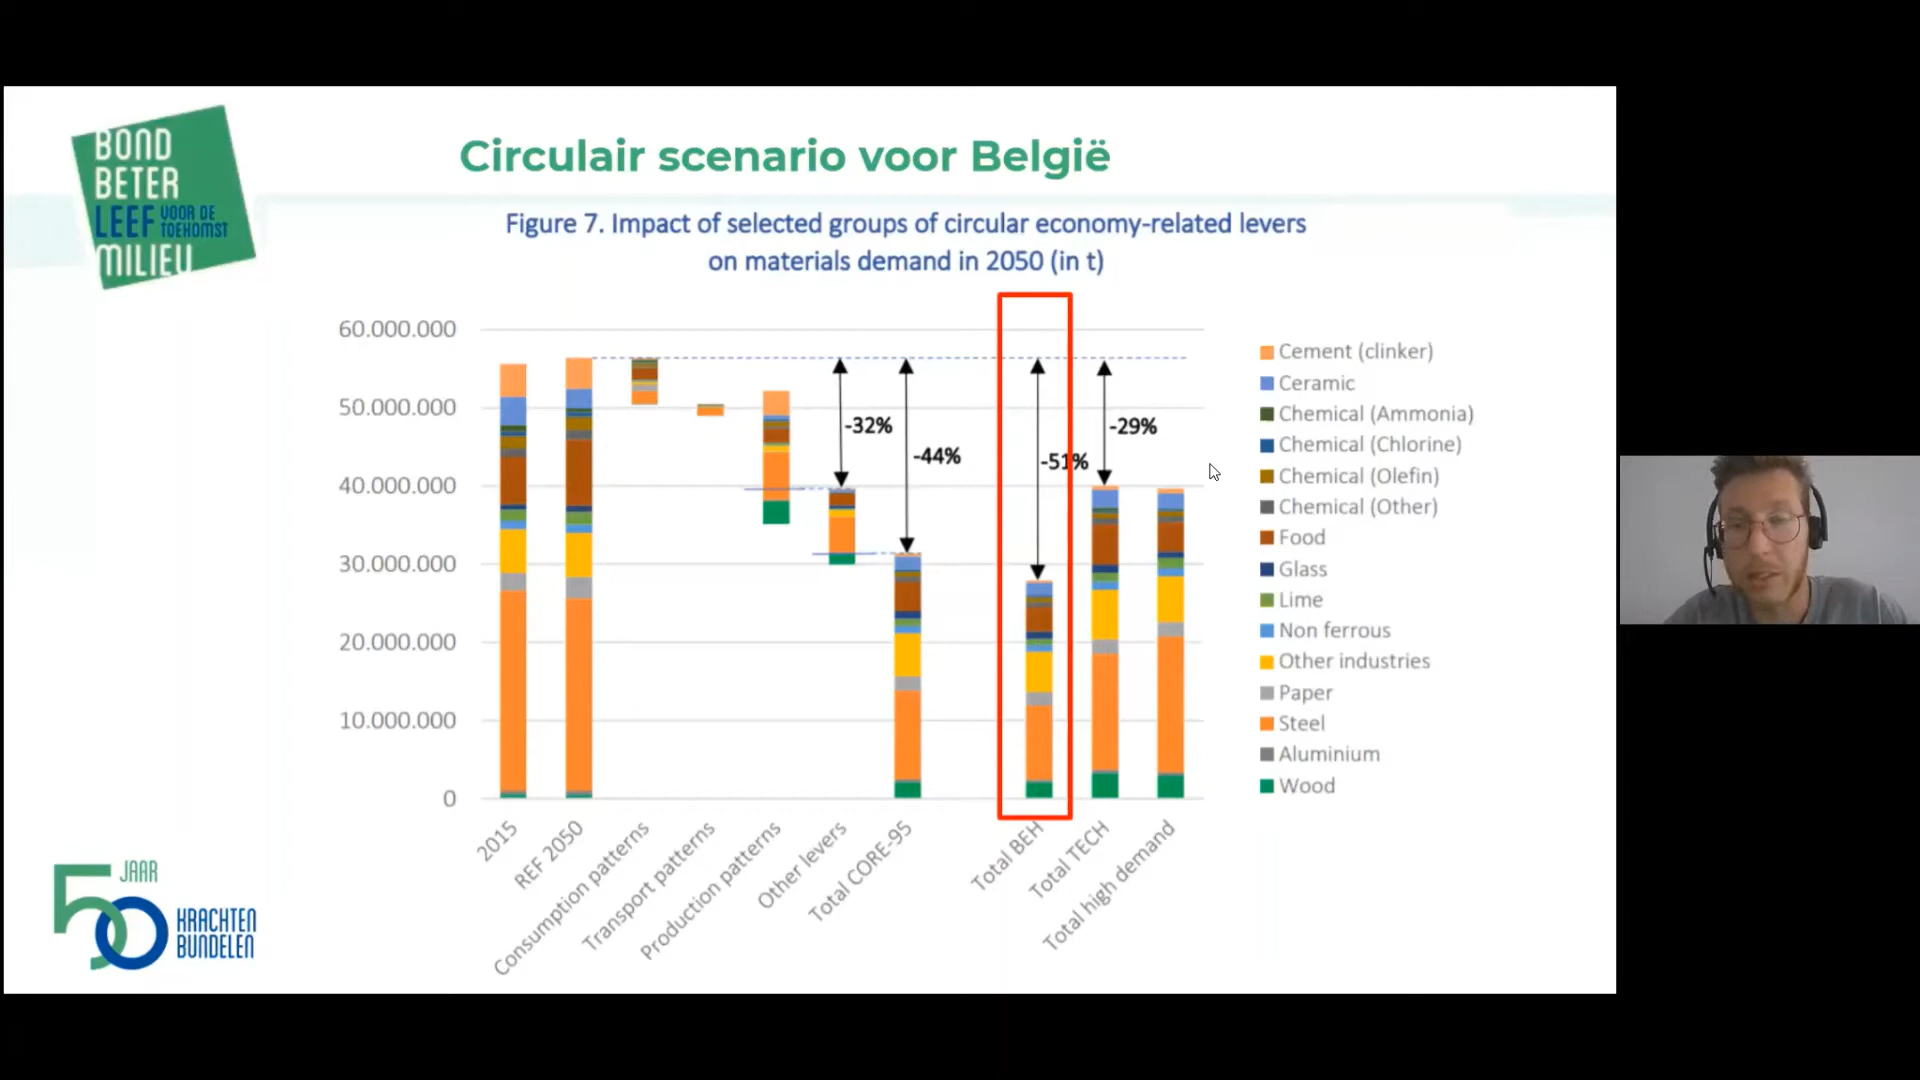 BOND
BETER
LEEF VOOR DE TOEKOMST
MILIEU
Circulair scenario voor België
Figure 7. Impact of selected groups of circular economy-related levers
on materials demand in 2050 (in t)
60.000.000
50.000.000
40.000.000
30.000.000
20.000.000
10.000.000
0
-32%
-44%
-51%
-29%
2015
REF 2050
Consumption patterns
Transport patterns
Production patterns
Other levers
Total CORE-95
Total BEH
Total TECH
Total high demand
Cement (clinker)
Ceramic
Chemical (Ammonia)
Chemical (Chlorine)
Chemical (Olefin)
Chemical (Other)
Food
Glass
Lime
Non ferrous
Other industries
Paper
Steel
Aluminium
Wood
50 JAAR
KRACHTEN
BUNDELEN